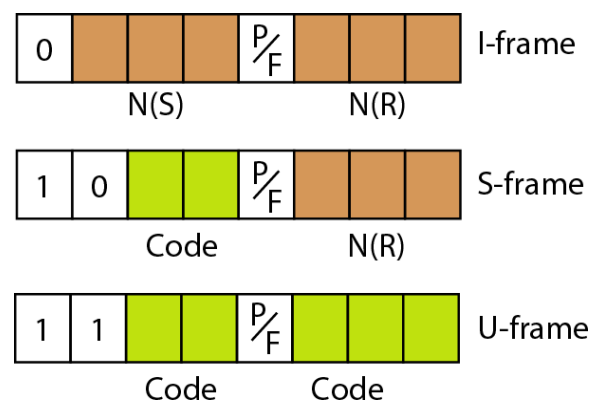 0 P/F I-frame
N(S) N(R)
1 0 P/F S-frame
Code N(R)
1 1 P/F U-frame
Code Code